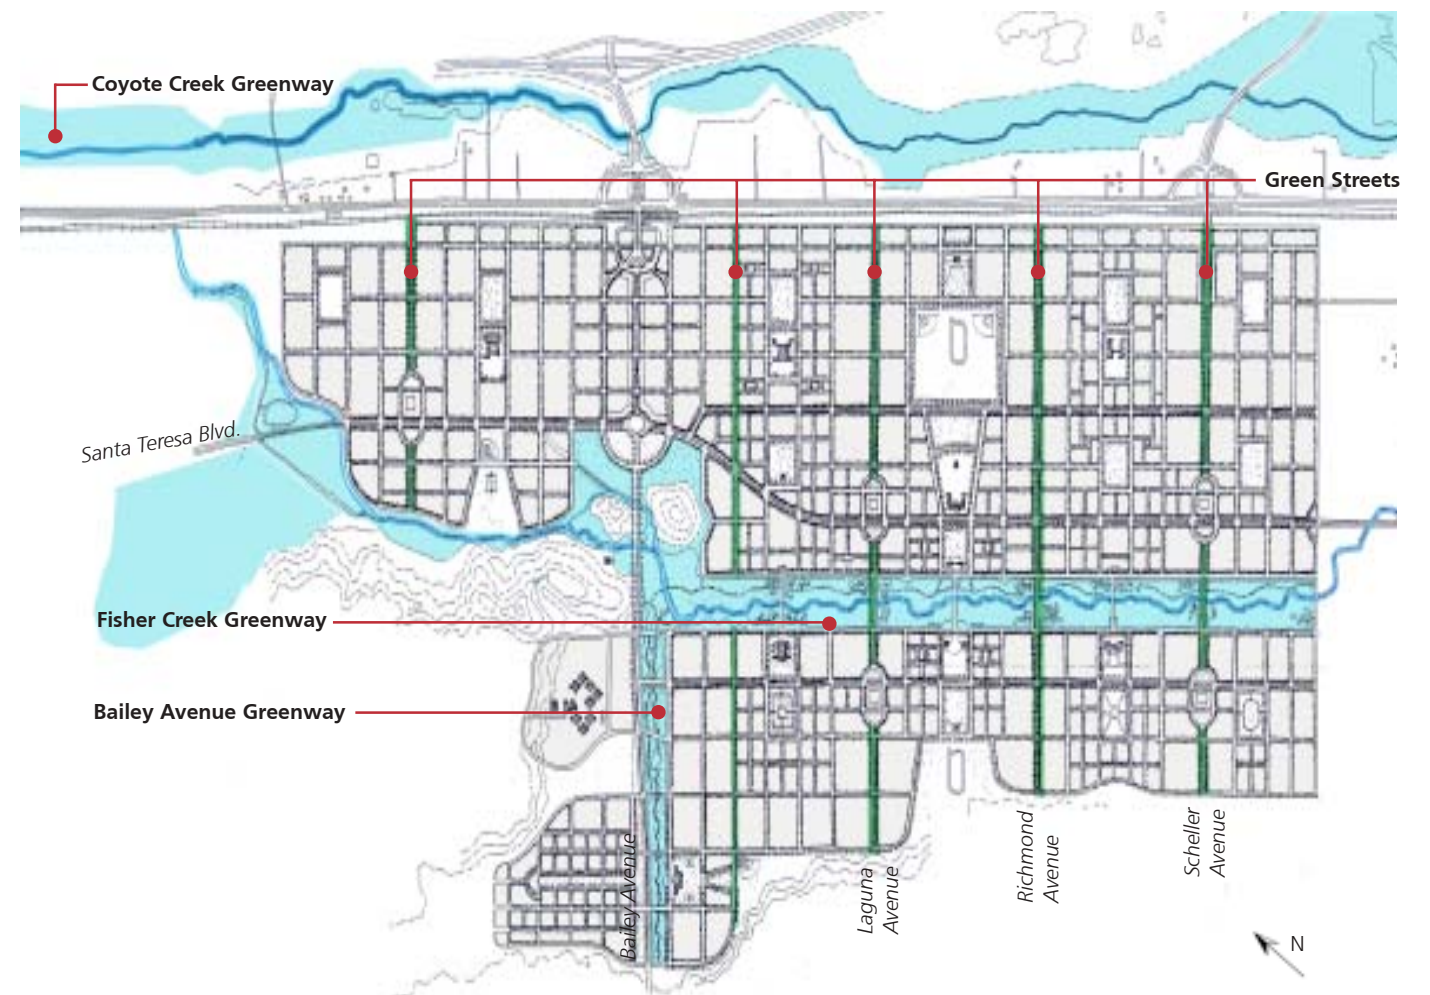 Coyote Creek Greenway
Green Streets
Santa Teresa Blvd.
Fisher Creek Greenway
Bailey Avenue Greenway
Bailey Avenue
Laguna
Avenue
Richmond
Avenue
Scheller
Avenue
N